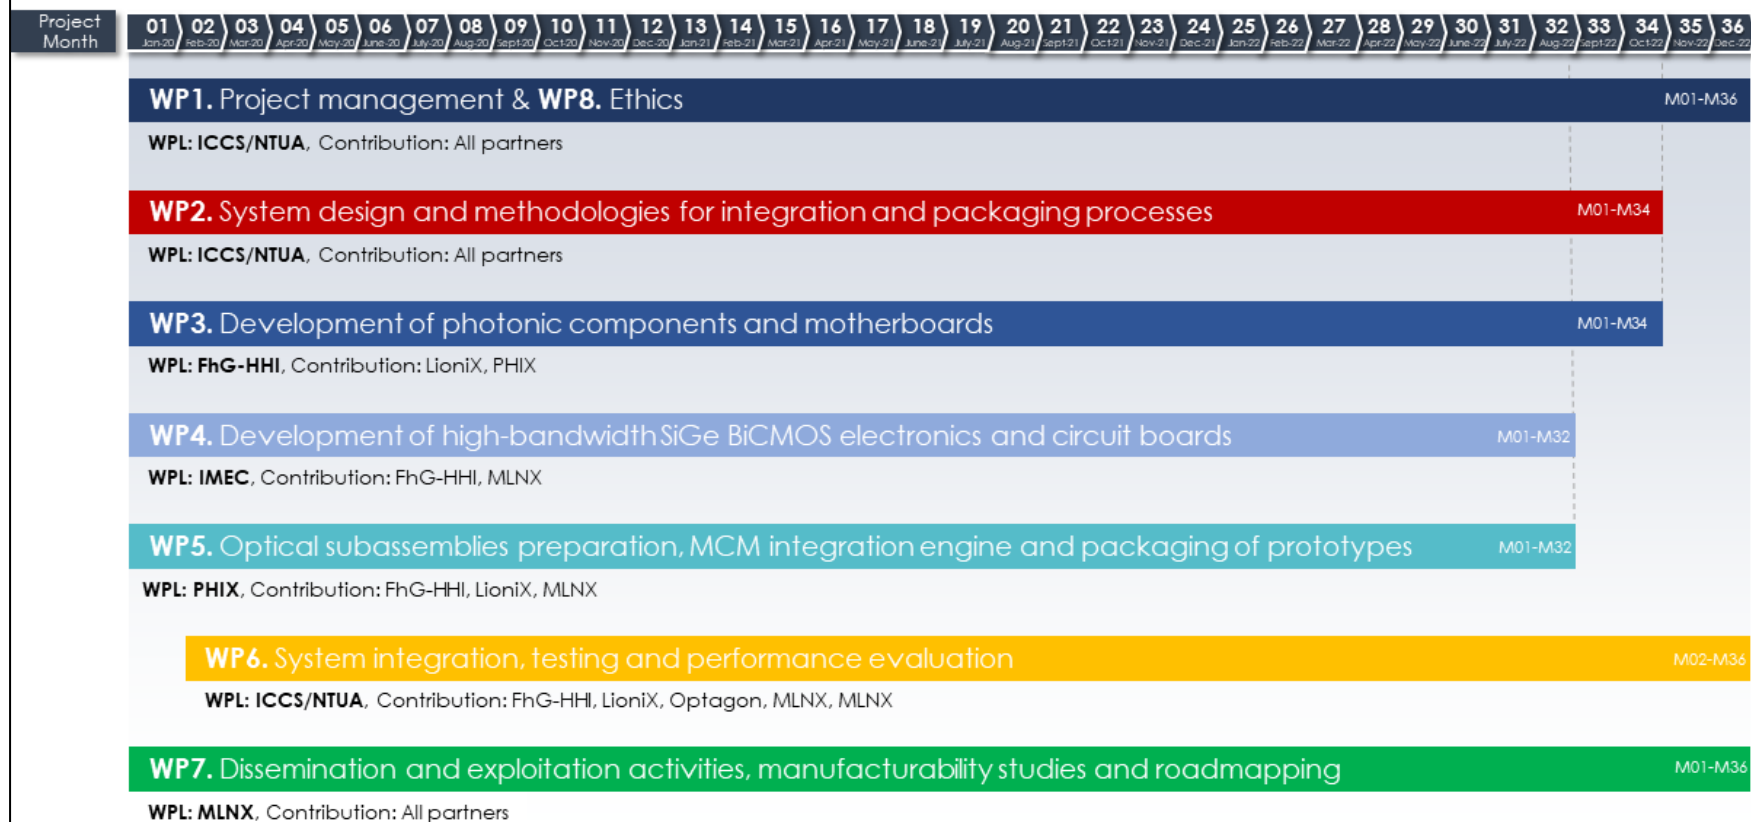 Project Month
01 02 03 04 05 06 07 08 09 10 11 12 13 14 15 16 17 18 19 20 21 22 23 24 25 26 27 28 29 30 31 32 33 34 35 36
Jan-20 Feb-20 Mar-20 Apr-20 May-20 June-20 July-20 Aug-20 Sept-20 Oct-20 Nov-20 Dec-20 Jan-21 Feb-21 Mar-21 Apr-21 May-21 June-21 July-21 Aug-21 Sept-21 Oct-21 Nov-21 Dec-21 Jan-22 Feb-22 Mar-22 Apr-22 May-22 June-22 July-22 Aug-22 Sept-22 Oct-22 Nov-22 Dec-22
WP1. Project management & WP8. Ethics M01-M36
WPL: ICCS/NTUA, Contribution: All partners
WP2. System design and methodologies for integration and packaging processes M01-M34
WPL: ICCS/NTUA, Contribution: All partners
WP3. Development of photonic components and motherboards M01-M34
WPL: FhG-HHI, Contribution: LioniX, PHIX
WP4. Development of high-bandwidth SiGe BiCMOS electronics and circuit boards M01-M32
WPL: IMEC, Contribution: FhG-HHI, MLNX
WP5. Optical subassemblies preparation, MCM integration engine and packaging of prototypes M01-M32
WPL: PHIX, Contribution: FhG-HHI, LioniX, MLNX
WP6. System integration, testing and performance evaluation M02-M36
WPL: ICCS/NTUA, Contribution: FhG-HHI, LioniX, Optagon, MLNX, MLNX
WP7. Dissemination and exploitation activities, manufacturability studies and roadmapping M01-M36
WPL: MLNX, Contribution: All partners